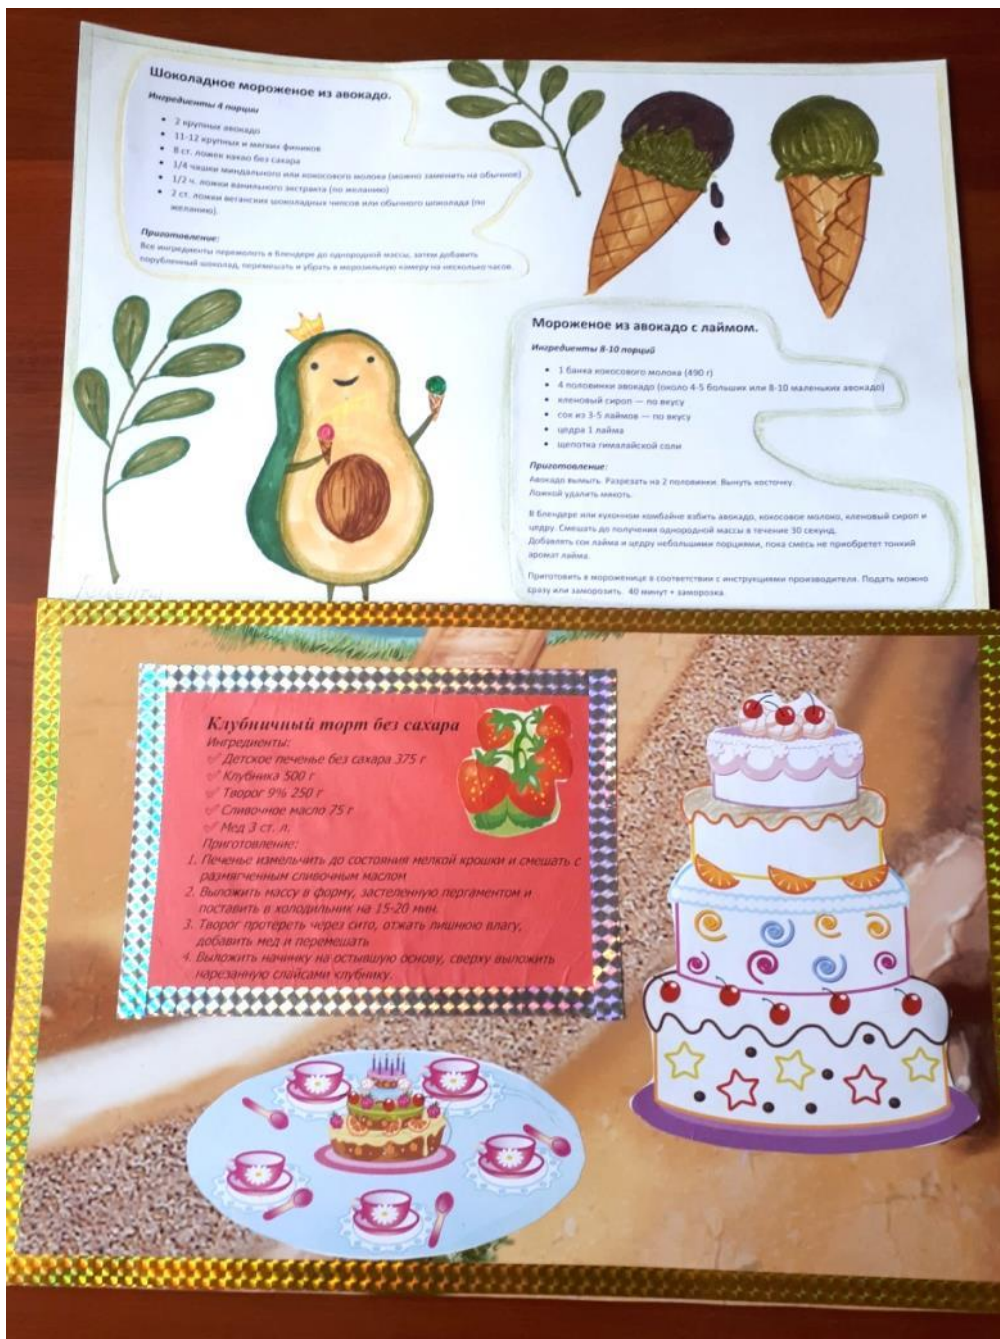 Шоколадное мороженое из авокадо.
Ингредиенты 4 порции
2 крупных авокадо
11-12 крупных и мягких фиников
8 ст. ложек какао без сахара
1/4 чашки миндального или кокосового молока (можно заменить на обычное)
1/2 ч. ложки ванильного экстракта (по желанию)
2 ст. ложки веганских шоколадных чипсов или обычного шоколада (по
желанию).
Приготовление:
Все ингредиенты перемолоть в блендере до однородной массы, затем добавить
порубленный шоколад, перемешать и убрать в морозильную камеру на несколько часов.
Мороженое из авокадо с лаймом.
Ингредиенты 8-10 порций
1 банка кокосового молока (490 г)
4 половинки авокадо (около 4-5 больших или 8-10 маленьких авокадо)
кленовый сироп — по вкусу
сок из 3-5 лаймов — по вкусу
цедра 1 лайма
щепотка гималайской соли
Приготовление:
Авокадо вымыть. Разрезать на 2 половинки. Вынуть косточку.
Ложкой удалить мякоть.
В блендере или кухонном комбайне взбить авокадо, кокосовое молоко, кленовый сироп и
цедру. Смешать до получения однородной массы в течение 30 секунд.
Добавлять сок лайма и цедру небольшими порциями, пока смесь не приобретет тонкий
аромат лайма.
Приготовить в мороженице в соответствии с инструкциями производителя. Подать можно
сразу или заморозить. 40 минут + заморозка.
Клубничный торт без сахара
Ингредиенты:
Детское печенье без сахара 375 г
Клубника 500 г
Творог 9% 250 г
Сливочное масло 75 г
Мед 3 ст. л.
Приготовление:
1. Печенье измельчить до состояния мелкой крошки и смешать с
размягченным сливочным маслом
2. Выложить массу в форму, застеленную пергаментом и
поставить в холодильник на 15-20 мин.
3. Творог протереть через сито, отжать лишнюю влагу,
добавить мед и перемешать
4. Выложить начинку на остывшую основу, сверху выложить
нарезанную слайсами клубнику.